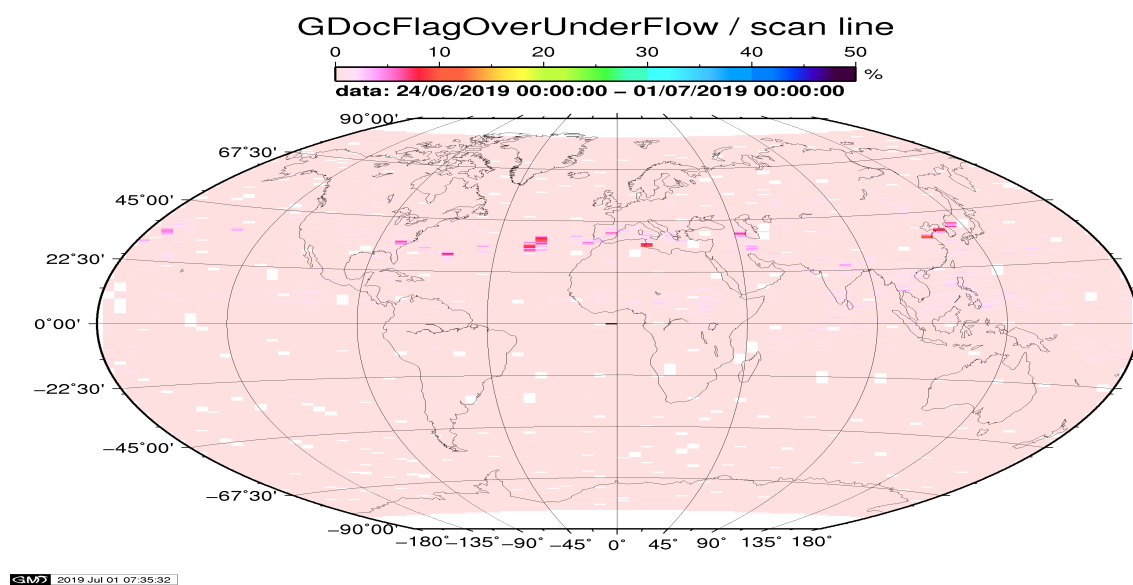 GDocFlagOverUnderFlow / scan line
0 10 20 30 40 50
%
data: 24/06/2019 00:00:00 − 01/07/2019 00:00:00
90°00'
67°30'
45°00'
22°30'
0°00'
−22°30'
−45°00'
−67°30'
−90°00'
−180° −135° −90° −45° 0° 45° 90° 135° 180°
GMD 2019 Jul 01 07:35:32